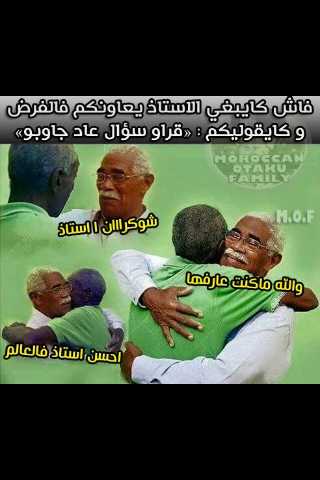 فاش كايبغي الاستاذ يعاونكم فالفرض
و كايقوليكم : «قراو سؤال عاد جاوبو»
MOROCCAN
OTAKU
FAMILY
M.O.F
شوكراااان ا استاذ
والله ماكنت عارفها
احسن استاذ فالعالم